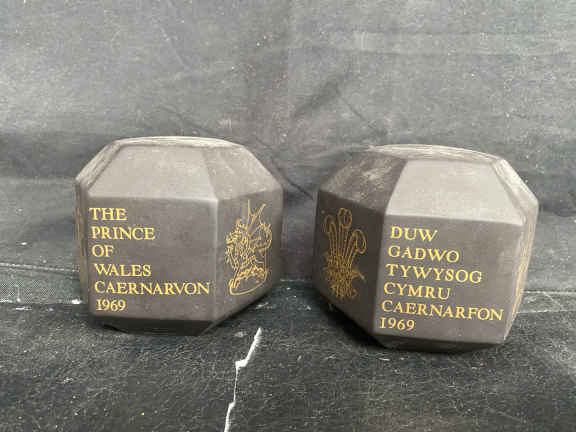 THE
PRINCE
OF
WALES
CAERNARVON
1969
DUW
GADWO
TYWYSOG
CYMRU
CAERNARFON
1969